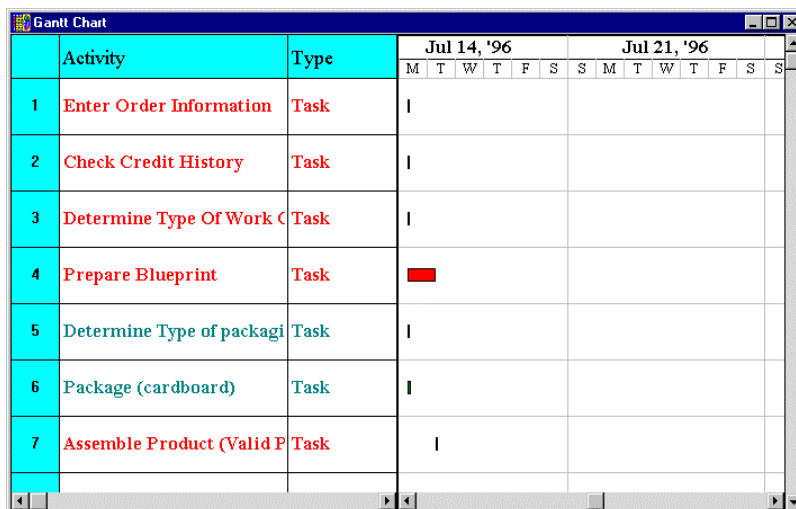 Gantt Chart
Activity Type Jul 14, '96 Jul 21, '96
M T W T F S S M T W T F S S
1 Enter Order Information Task
2 Check Credit History Task
3 Determine Type Of Work Task
4 Prepare Blueprint Task
5 Determine Type of packagi Task
6 Package (cardboard) Task
7 Assemble Product (Valid P Task